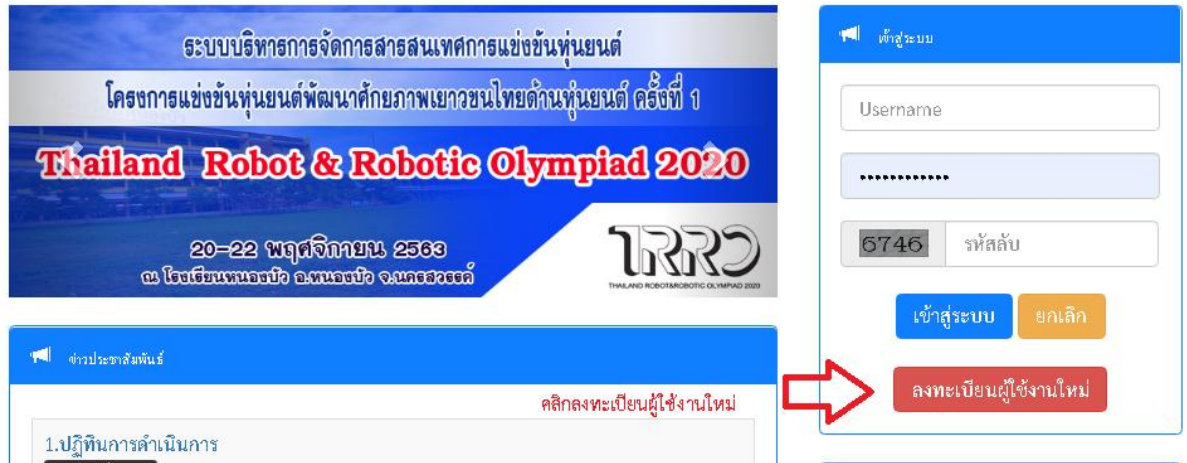 ระบบบริหารการจัดการสารสนเทศการแข่งขันหุ่นยนต์
โครงการแข่งขันหุ่นยนต์พัฒนาศักยภาพเยาวชนไทยด้านหุ่นยนต์ ครั้งที่ 1
Thailand Robot & Robotic Olympiad 2020
20-22 พฤศจิกายน 2563
ณ โรงเรียนหนองบัว อ.หนองบัว จ.นครสวรรค์
TRRO
THAILAND ROBOT&ROBOTIC OLYMPIAD 2020
ข่าวประชาสัมพันธ์
คลิกลงทะเบียนผู้ใช้งานใหม่
1.ปฏิทินการดำเนินการ
เข้าสู่ระบบ
Username
••••••••••••
6746 รหัสลับ
เข้าสู่ระบบ ยกเลิก
ลงทะเบียนผู้ใช้งานใหม่